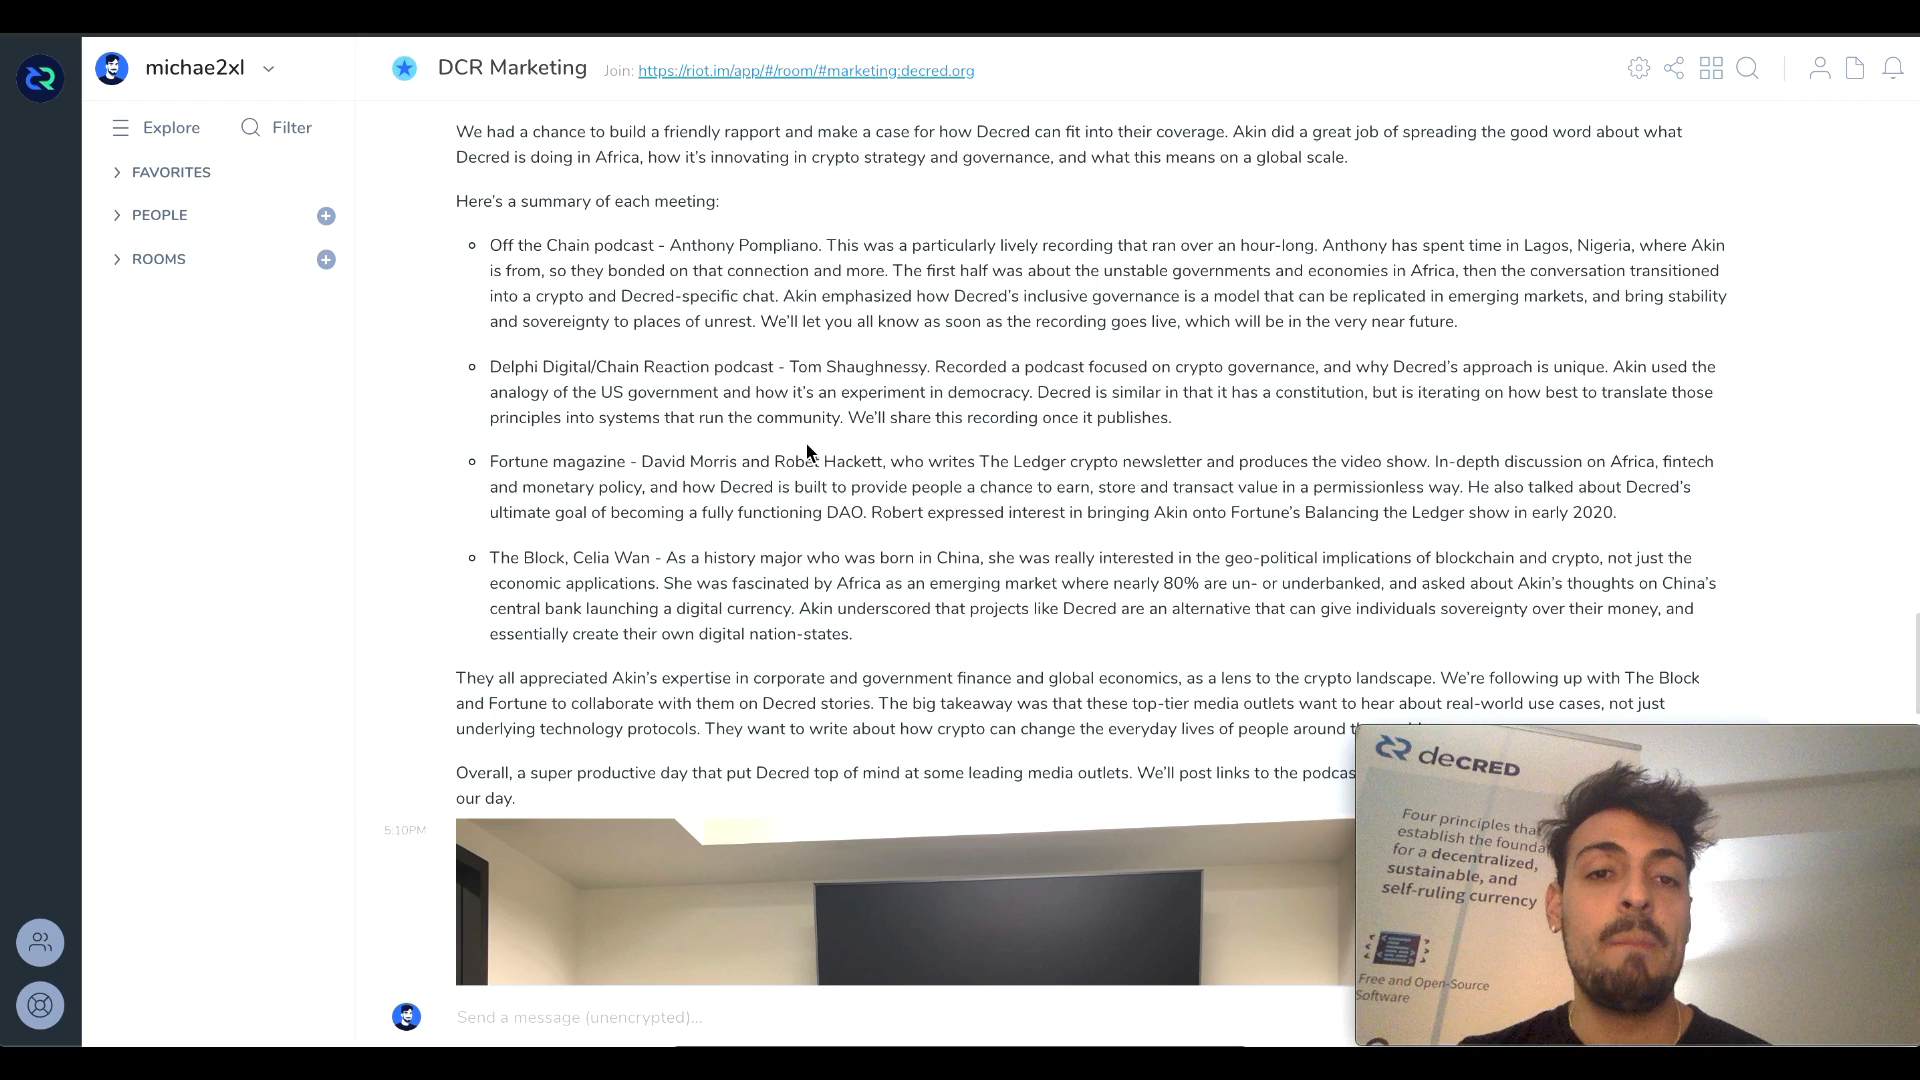 michae2xl
DCR Marketing
Join: https://riot.im/app/#/room/#marketing:decred.org
Explore
Filter
FAVORITES
PEOPLE
ROOMS
We had a chance to build a friendly rapport and make a case for how Decred can fit into their coverage. Akin did a great job of spreading the good word about what
Decred is doing in Africa, how it’s innovating in crypto strategy and governance, and what this means on a global scale.
Here’s a summary of each meeting:
Off the Chain podcast - Anthony Pompliano. This was a particularly lively recording that ran over an hour-long. Anthony has spent time in Lagos, Nigeria, where Akin
is from, so they bonded on that connection and more. The first half was about the unstable governments and economies in Africa, then the conversation transitioned
into a crypto and Decred-specific chat. Akin emphasized how Decred’s inclusive governance is a model that can be replicated in emerging markets, and bring stability
and sovereignty to places of unrest. We’ll let you all know as soon as the recording goes live, which will be in the very near future.
Delphi Digital/Chain Reaction podcast - Tom Shaughnessy. Recorded a podcast focused on crypto governance, and why Decred’s approach is unique. Akin used the
analogy of the US government and how it’s an experiment in democracy. Decred is similar in that it has a constitution, but is iterating on how best to translate those
principles into systems that run the community. We’ll share this recording once it publishes.
Fortune magazine - David Morris and Robert Hackett, who writes The Ledger crypto newsletter and produces the video show. In-depth discussion on Africa, fintech
and monetary policy, and how Decred is built to provide people a chance to earn, store and transact value in a permissionless way. He also talked about Decred’s
ultimate goal of becoming a fully functioning DAO. Robert expressed interest in bringing Akin onto Fortune’s Balancing the Ledger show in early 2020.
The Block, Celia Wan - As a history major who was born in China, she was really interested in the geo-political implications of blockchain and crypto, not just the
economic applications. She was fascinated by Africa as an emerging market where nearly 80% are un- or underbanked, and asked about Akin’s thoughts on China’s
central bank launching a digital currency. Akin underscored that projects like Decred are an alternative that can give individuals sovereignty over their money, and
essentially create their own digital nation-states.
They all appreciated Akin’s expertise in corporate and government finance and global economics, as a lens to the crypto landscape. We’re following up with The Block
and Fortune to collaborate with them on Decred stories. The big takeaway was that these top-tier media outlets want to hear about real-world use cases, not just
underlying technology protocols. They want to write about how crypto can change the everyday lives of people around
Overall, a super productive day that put Decred top of mind at some leading media outlets. We’ll post links to the podcas
our day.
5:10PM
Send a message (unencrypted)...
decRED
Four principles that
establish the founda
for a decentralized,
sustainable, and
self-ruling currency
Free and Open-Source
Software